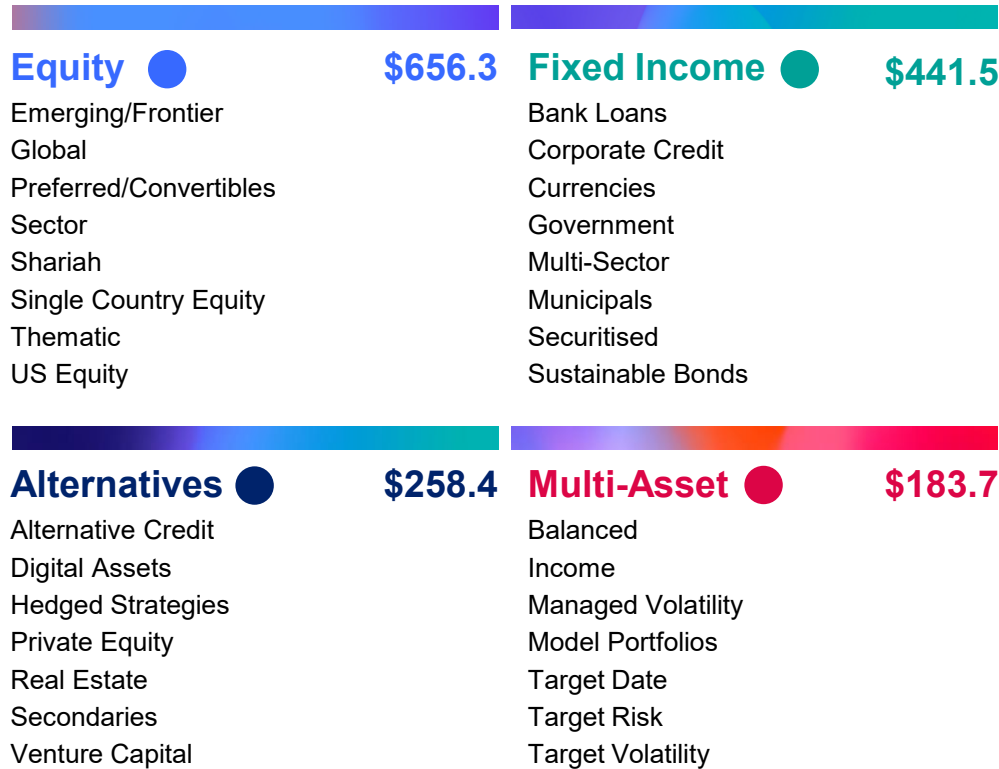 Equity $656.3
Emerging/Frontier
Global
Preferred/Convertibles
Sector
Shariah
Single Country Equity
Thematic
US Equity
Fixed Income $441.5
Bank Loans
Corporate Credit
Currencies
Government
Multi-Sector
Municipals
Securitised
Sustainable Bonds
Alternatives $258.4
Alternative Credit
Digital Assets
Hedged Strategies
Private Equity
Real Estate
Secondaries
Venture Capital
Multi-Asset $183.7
Balanced
Income
Managed Volatility
Model Portfolios
Target Date
Target Risk
Target Volatility